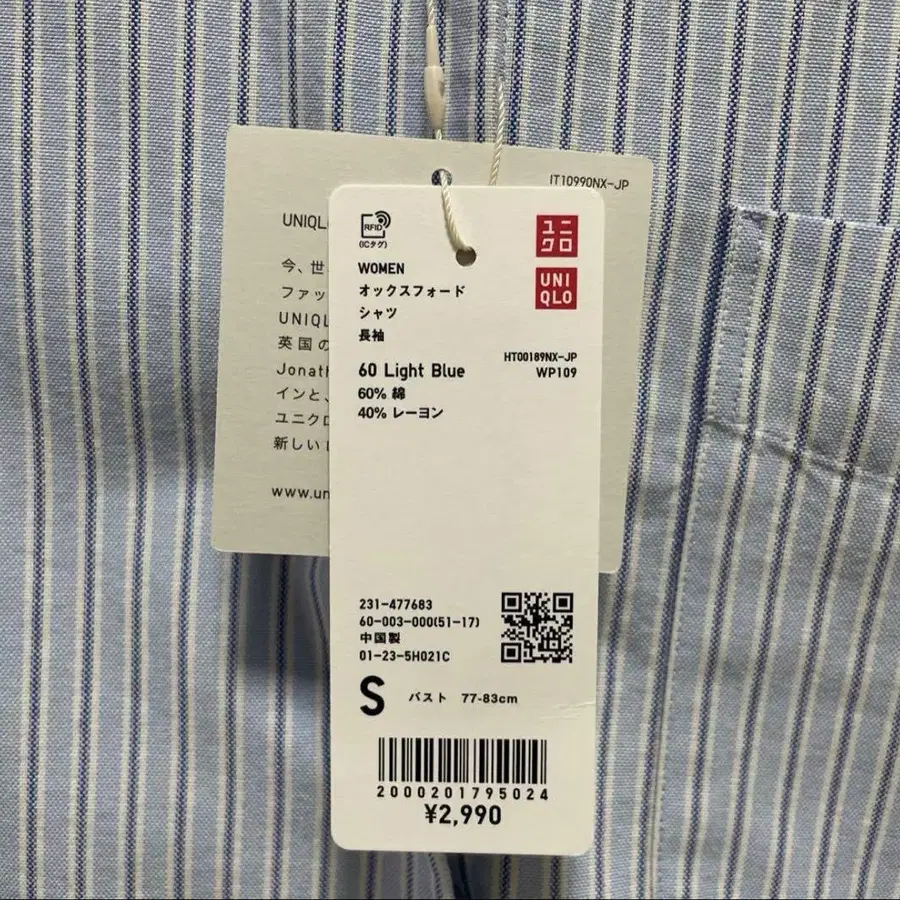 IT10990NX-JP
UNIQL
今、世
ファッ
UNIQL
英国の
Jonath
インと、
ユニクロ
新しい
www.un
RFID
(ICタグ)
ユニ
クロ
UNI
QLO
WOMEN
オックスフォード
シャツ
長袖
HT00189NX-JP
60 Light Blue
WP109
60% 綿
40% レーヨン
231-477683
60-003-000(51-17)
中国製
01-23-5H021C
S バスト 77-83cm
2000201795024
¥2,990